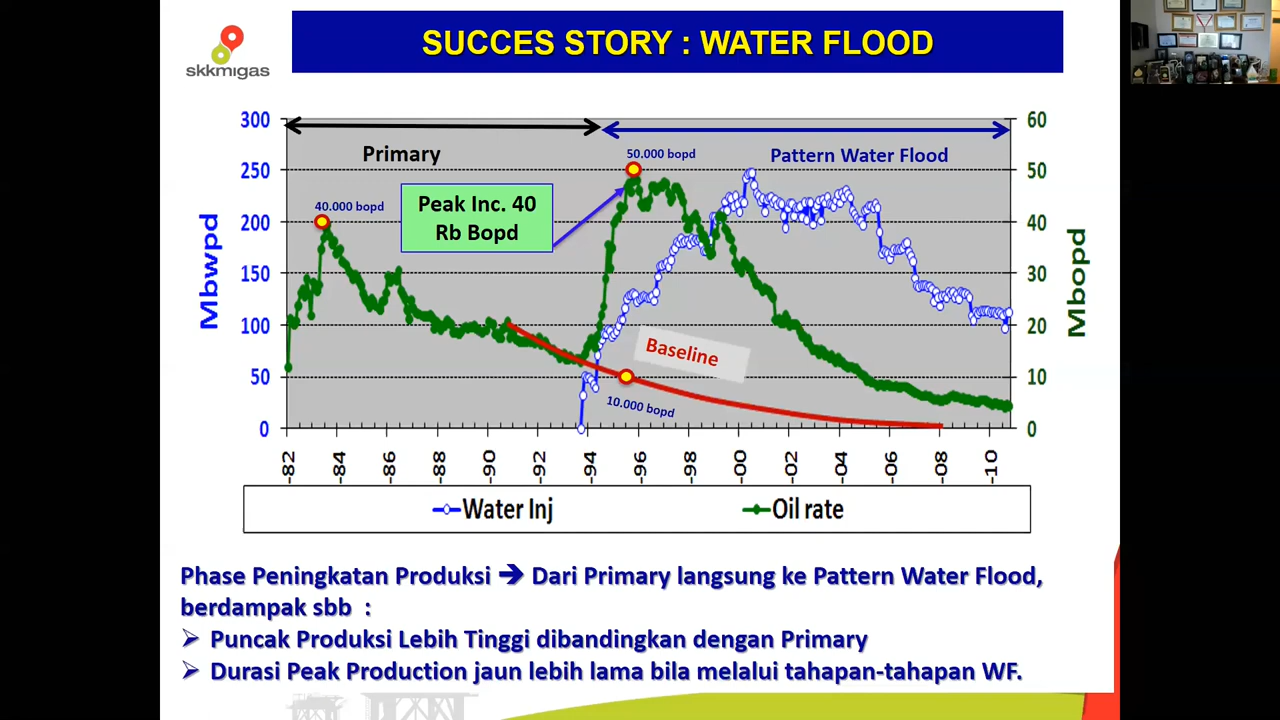 skkmigas
SUCCES STORY : WATER FLOOD
300
250
200
150
100
50
0
Mbwpd
60
50
40
30
20
10
0
Mbopd
Primary
Pattern Water Flood
40.000 bopd
50.000 bopd
Peak Inc. 40
Rb Bopd
Baseline
10.000 bopd
-82
-84
-86
-88
-90
-92
-94
-96
-98
-00
-02
-04
-06
-08
-10
Water Inj
Oil rate
Phase Peningkatan Produksi ➔ Dari Primary langsung ke Pattern Water Flood,
berdampak sbb :
➢ Puncak Produksi Lebih Tinggi dibandingkan dengan Primary
➢ Durasi Peak Production jaun lebih lama bila melalui tahapan-tahapan WF.